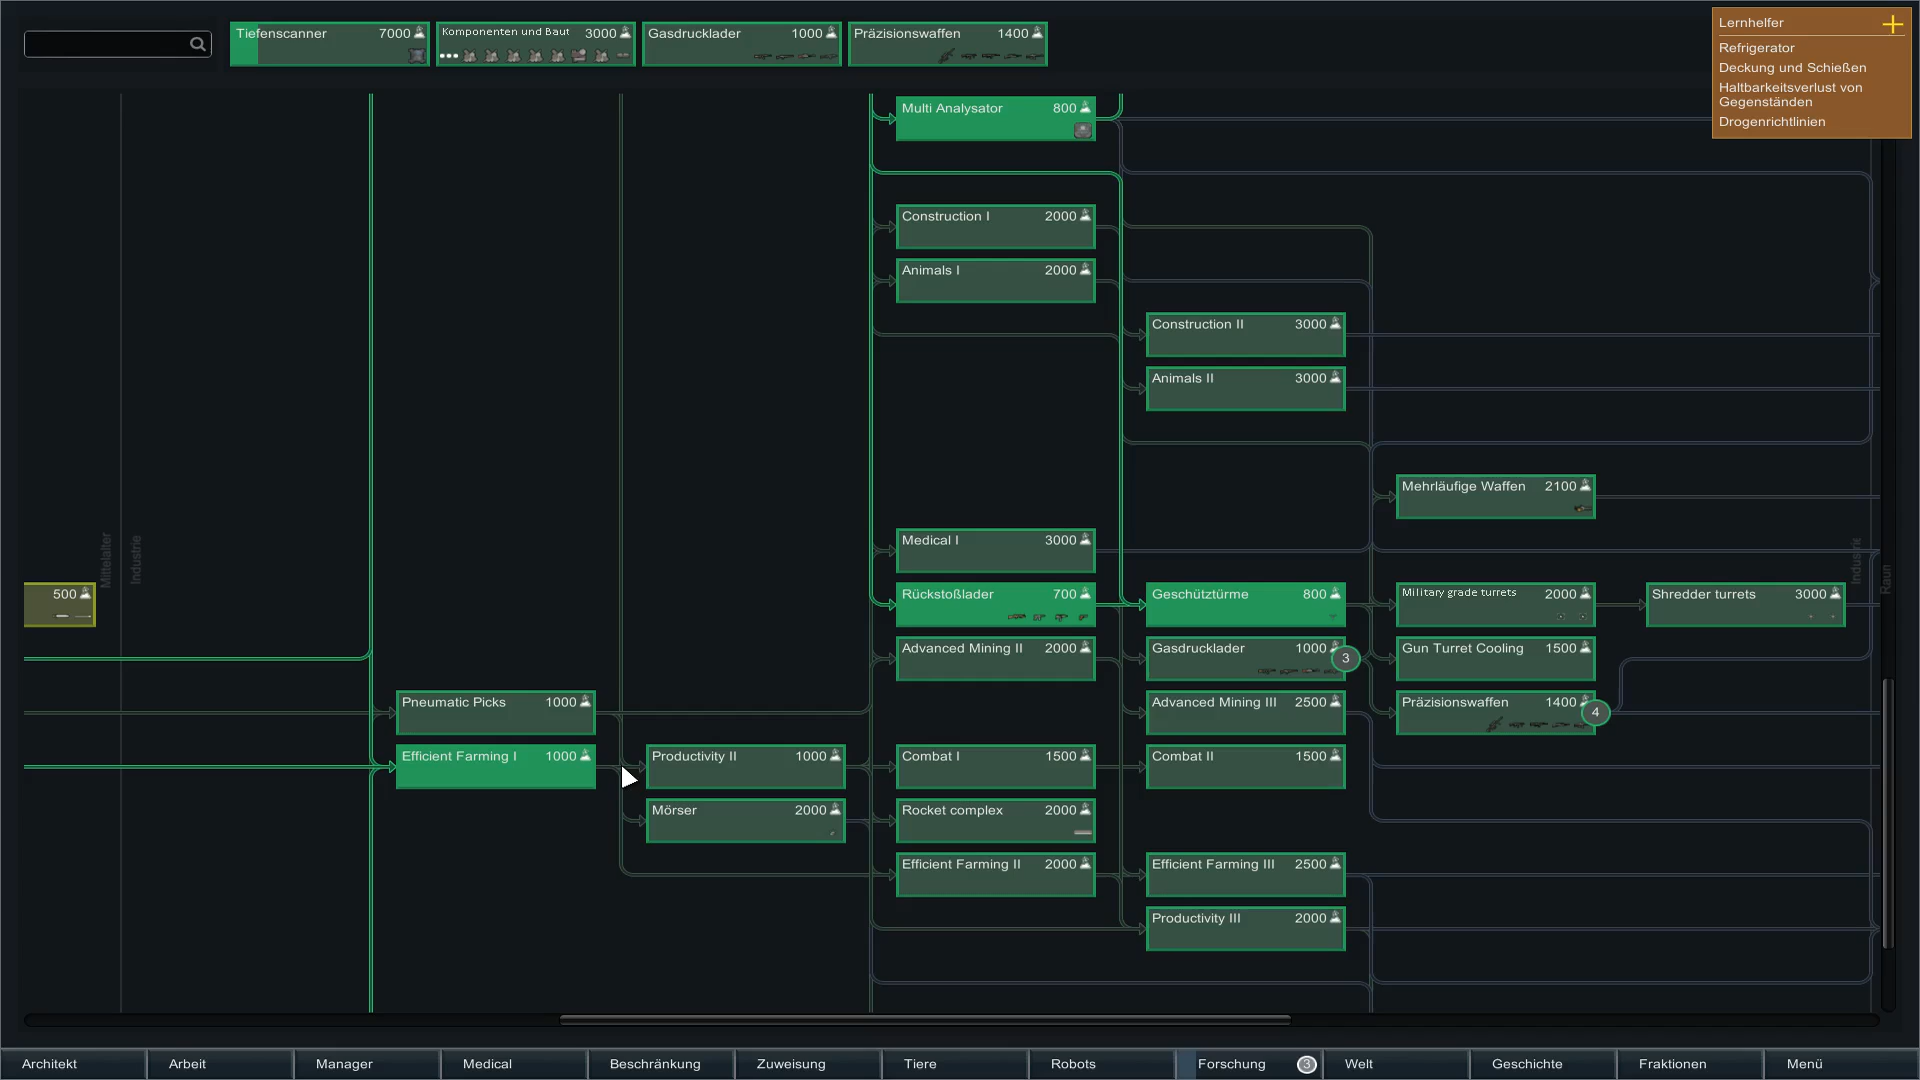 Tiefenscanner 7000
Komponenten und Baut 3000
Gasdrucklader 1000
Präzisionswaffen 1400
Lernhelfer
Refrigerator
Deckung und Schießen
Haltbarkeitsverlust von
Gegenständen
Drogenrichtlinien
Multi Analysator 800
Construction I 2000
Animals I 2000
Construction II 3000
Animals II 3000
Mehrläufige Waffen 2100
Mittelalter
Industrie
Industrie
Raum
Medical I 3000
500
Rückstoßlader 700
Geschütztürme 800
Military grade turrets 2000
Shredder turrets 3000
Advanced Mining II 2000
Gasdrucklader 1000
3
Gun Turret Cooling 1500
Pneumatic Picks 1000
Advanced Mining III 2500
Präzisionswaffen 1400
4
Efficient Farming I 1000
Productivity II 1000
Combat I 1500
Combat II 1500
Mörser 2000
Rocket complex 2000
Efficient Farming II 2000
Efficient Farming III 2500
Productivity III 2000
Architekt
Arbeit
Manager
Medical
Beschränkung
Zuweisung
Tiere
Robots
Forschung 3
Welt
Geschichte
Fraktionen
Menü